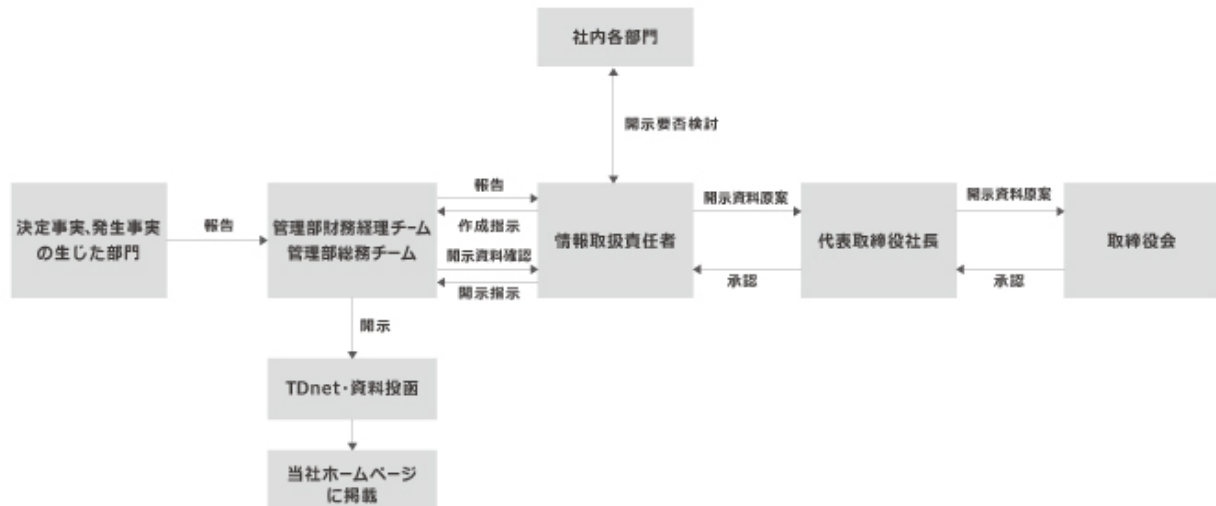 社内各部門
開示要否検討
決定事実、発生事実
の生じた部門
報告
管理部財務経理チーム
管理部総務チーム
報告
作成指示
開示資料確認
開示指示
情報取扱責任者
開示資料原案
承認
代表取締役社長
開示資料原案
承認
取締役会
開示
TDnet・資料投函
当社ホームページ
に掲載